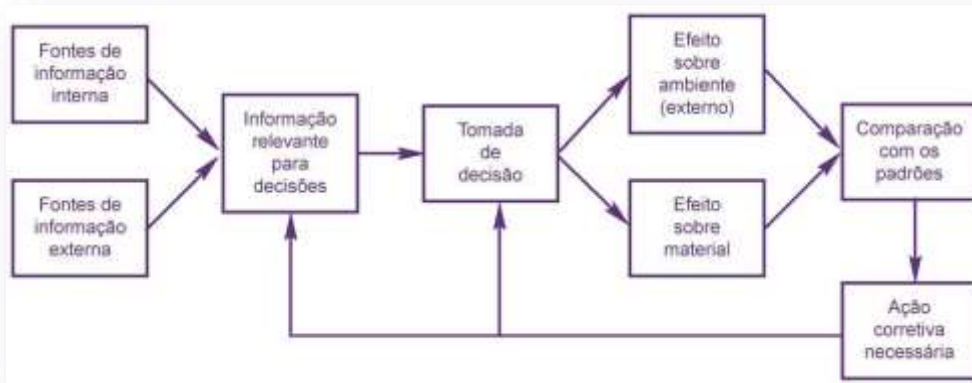 Fontes de
informação
interna
Fontes de
informação
externa
Informação
relevante
para
decisões
Tomada
de
decisão
Efeito
sobre
ambiente
(externo)
Efeito
sobre
material
Comparação
com os
padrões
Ação
corretiva
necessária